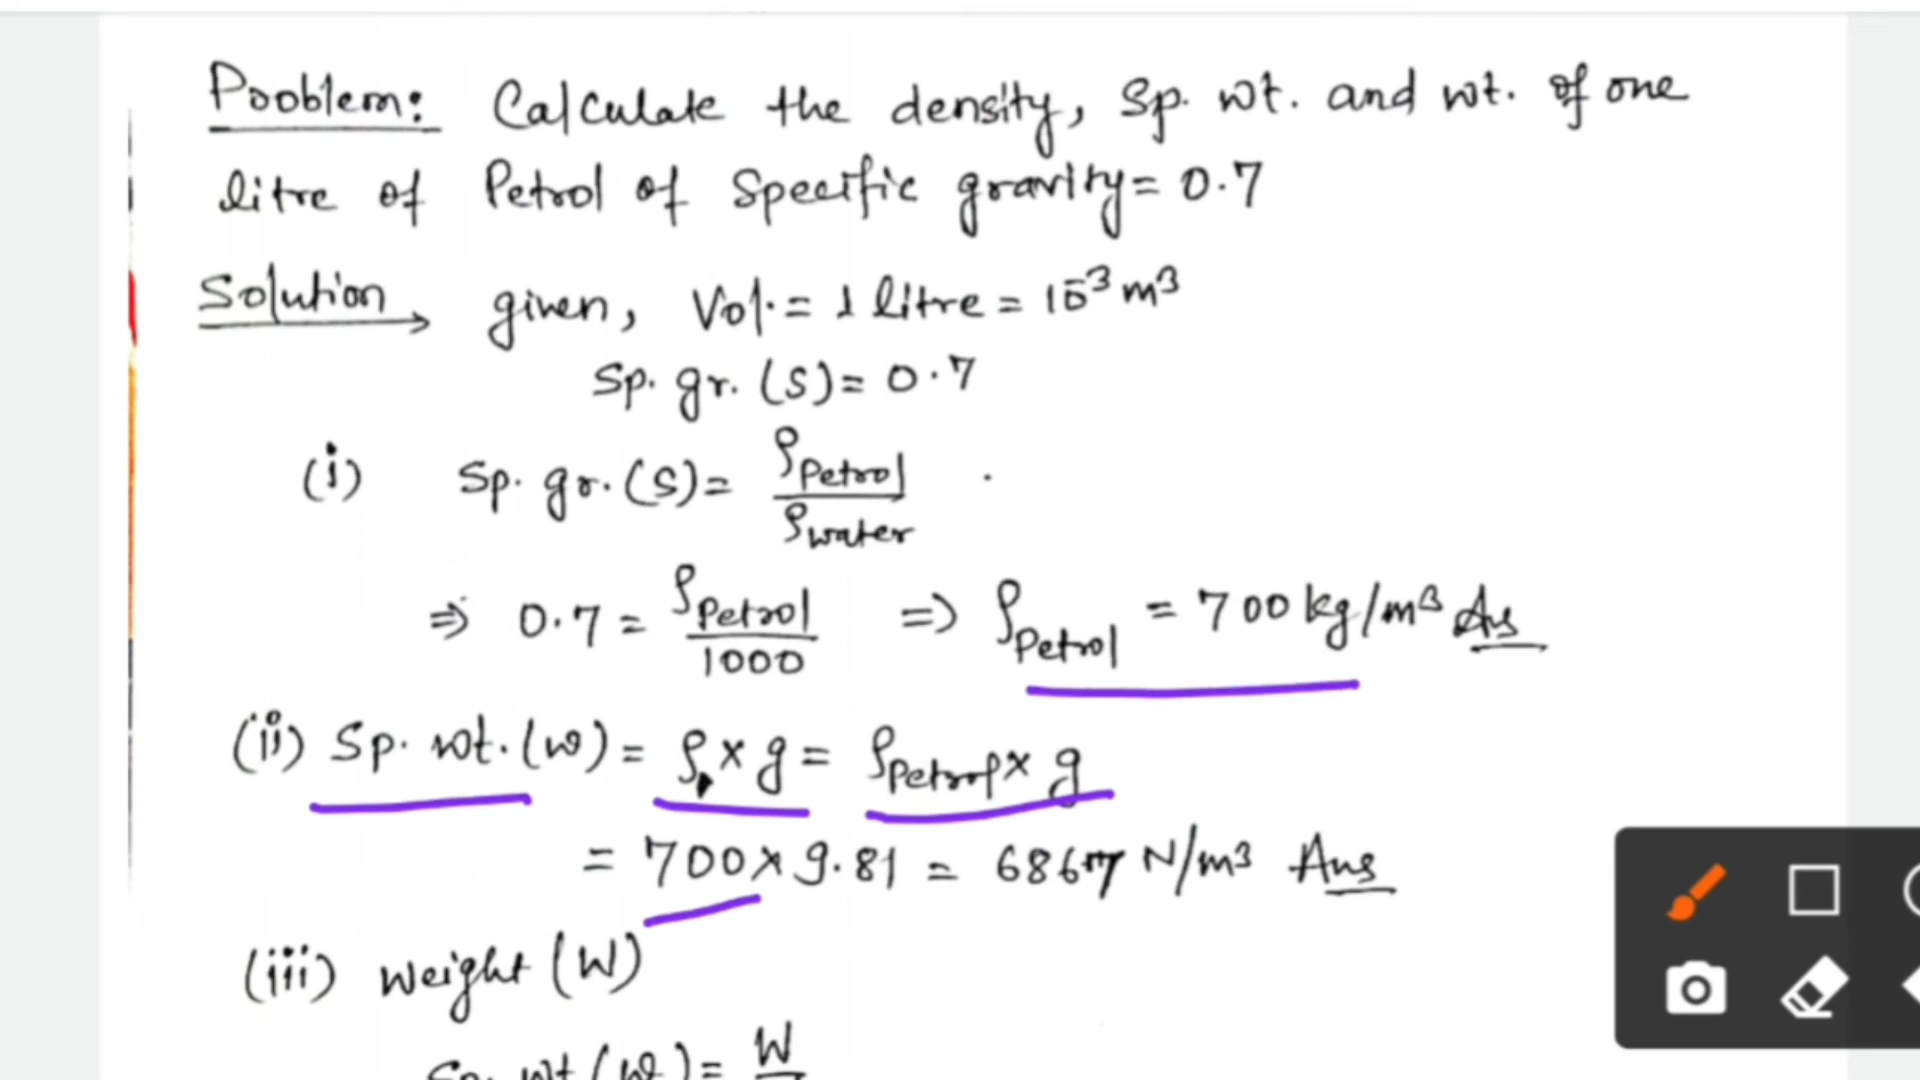 Problem: Calculate the density, Sp. wt. and wt. of one
litre of Petrol of Specific gravity = 0.7
Solution → given, Vol. = 1 litre = 10⁻³ m³
Sp. gr. (S) = 0.7
(i) Sp. gr. (S) = ρPetrol / ρwater
⇒ 0.7 = ρPetrol / 1000 ⇒ ρPetrol = 700 kg/m³ Ans
(ii) Sp. wt. (w) = ρ × g = ρPetrol × g
= 700 × 9.81 = 6867 N/m³ Ans
(iii) Weight (W)
Sp. wt (w) = W